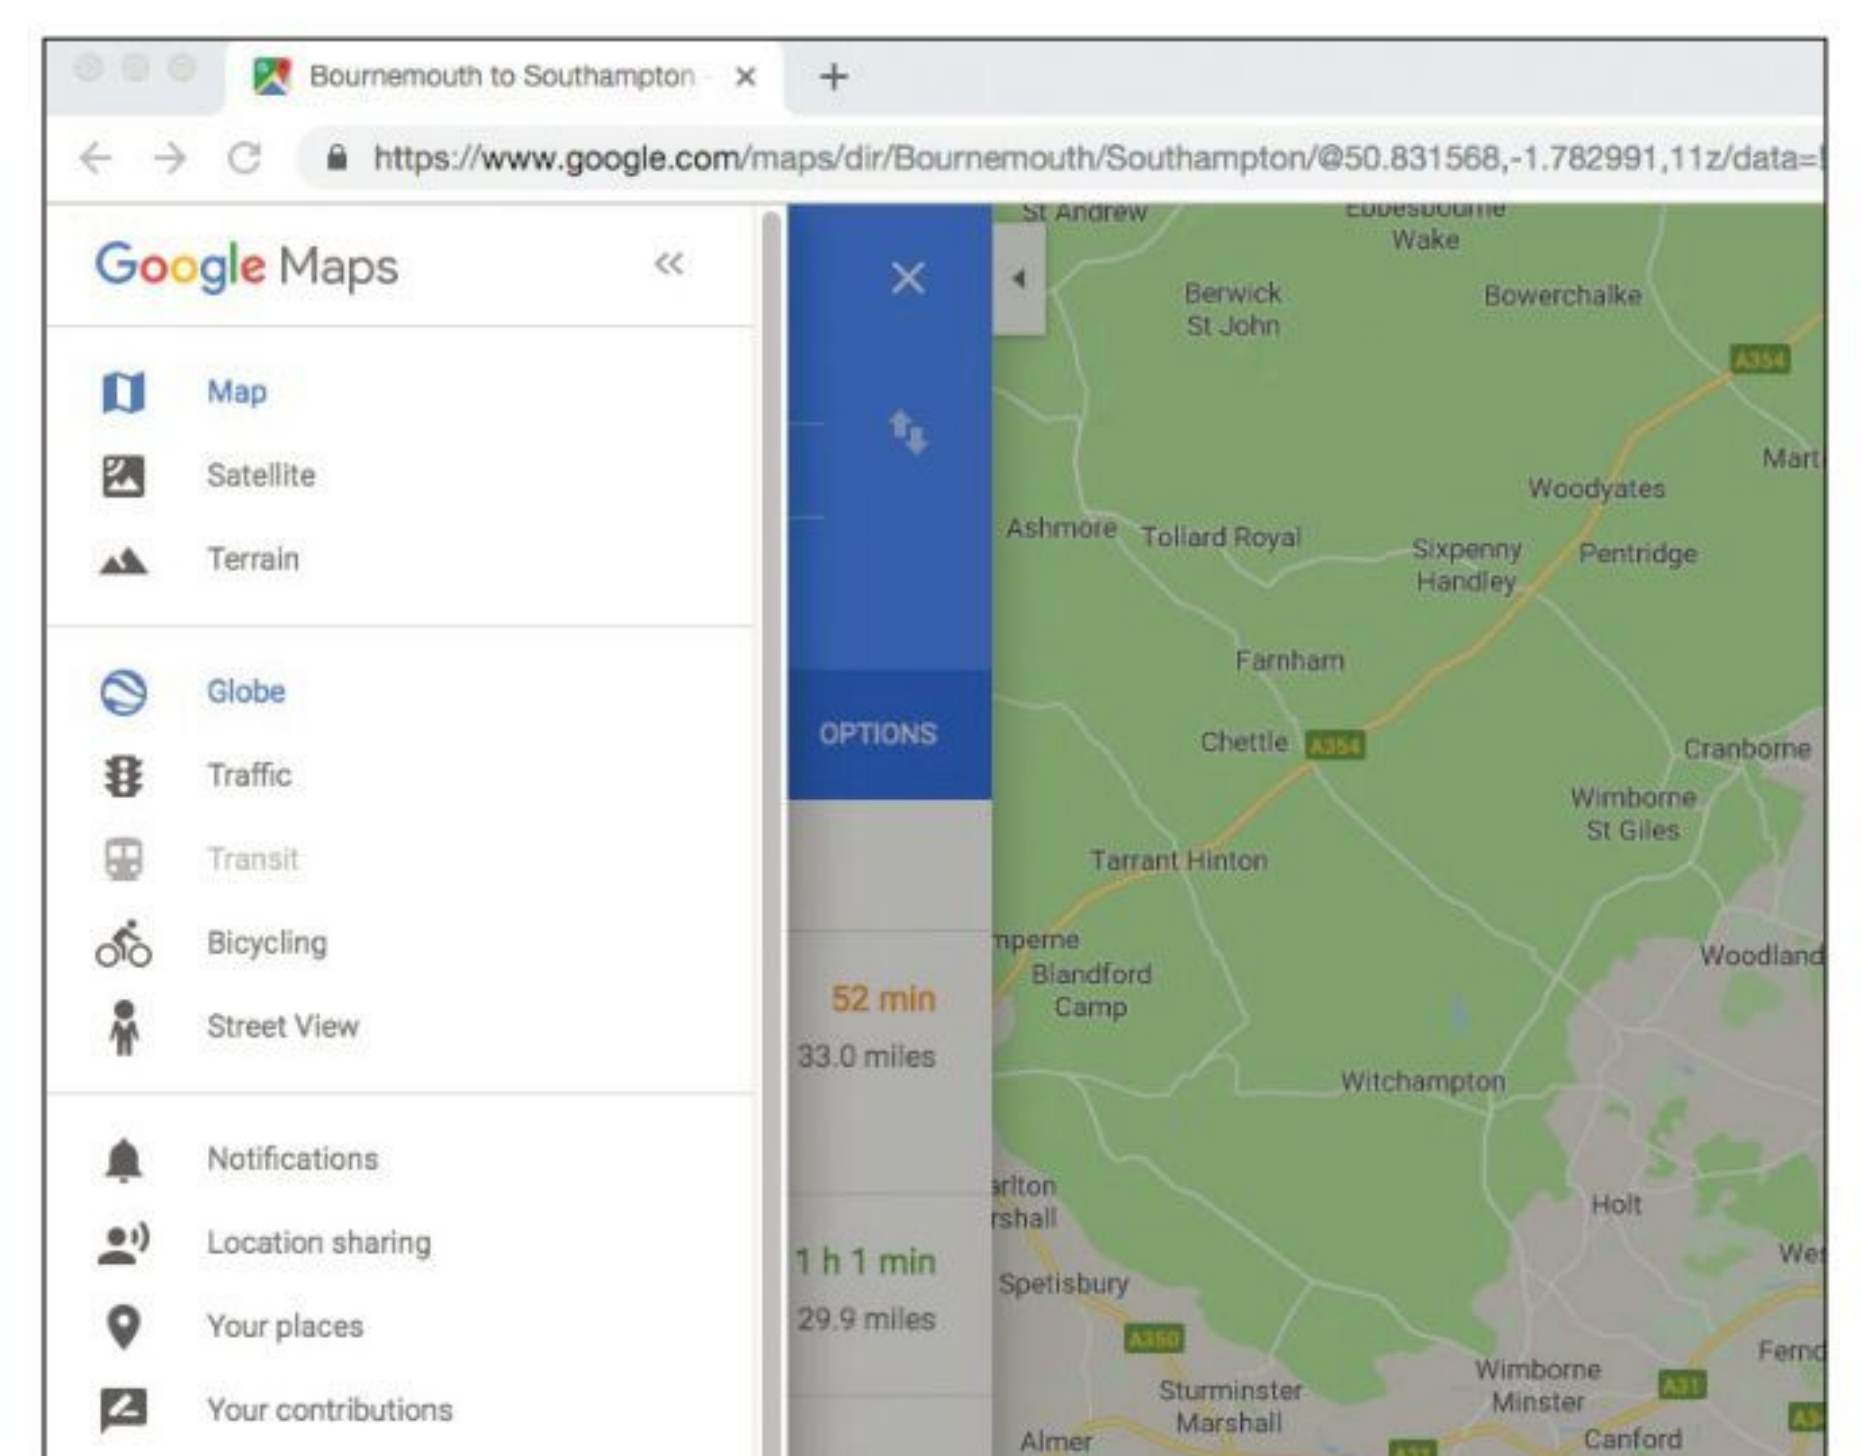 Bournemouth to Southampton
https://www.google.com/maps/dir/Bournemouth/Southampton/@50.831568,-1.782991,11z/data=!
Google Maps
Map
Satellite
Terrain
Globe
Traffic
Transit
Bicycling
Street View
Notifications
Location sharing
Your places
Your contributions
OPTIONS
52 min
33.0 miles
1 h 1 min
29.9 miles
St Andrew
Ebbesbourne
Wake
Berwick
St John
Bowerchalke
A354
Woodyates
Ashmore
Tollard Royal
Sixpenny
Handley
Pentridge
Farnham
Chettle
A354
Cranborne
Wimborne
St Giles
Tarrant Hinton
Blandford
Camp
Woodland
Witchampton
Holt
Spetisbury
A350
Wimborne
Minster
A31
Sturminster
Marshall
Almer
A31
Canford